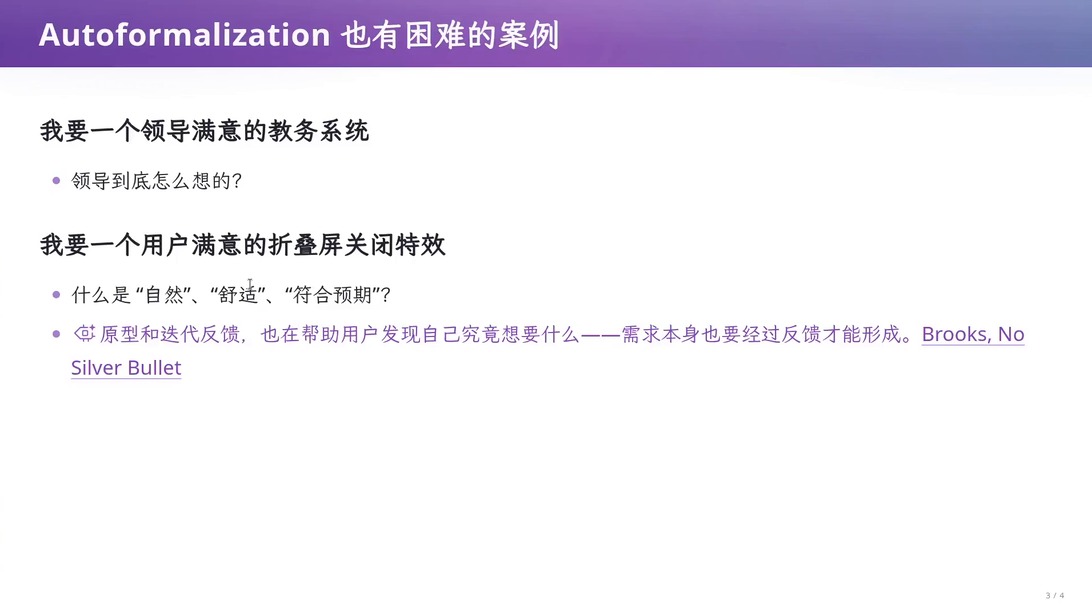 Autoformalization 也有困难的案例
我要一个领导满意的教务系统
领导到底怎么想的?
我要一个用户满意的折叠屏关闭特效
什么是 “自然”、“舒适”、“符合预期”?
原型和迭代反馈，也在帮助用户发现自己究竟想要什么——需求本身也要经过反馈才能形成。Brooks, No
Silver Bullet
3 / 4